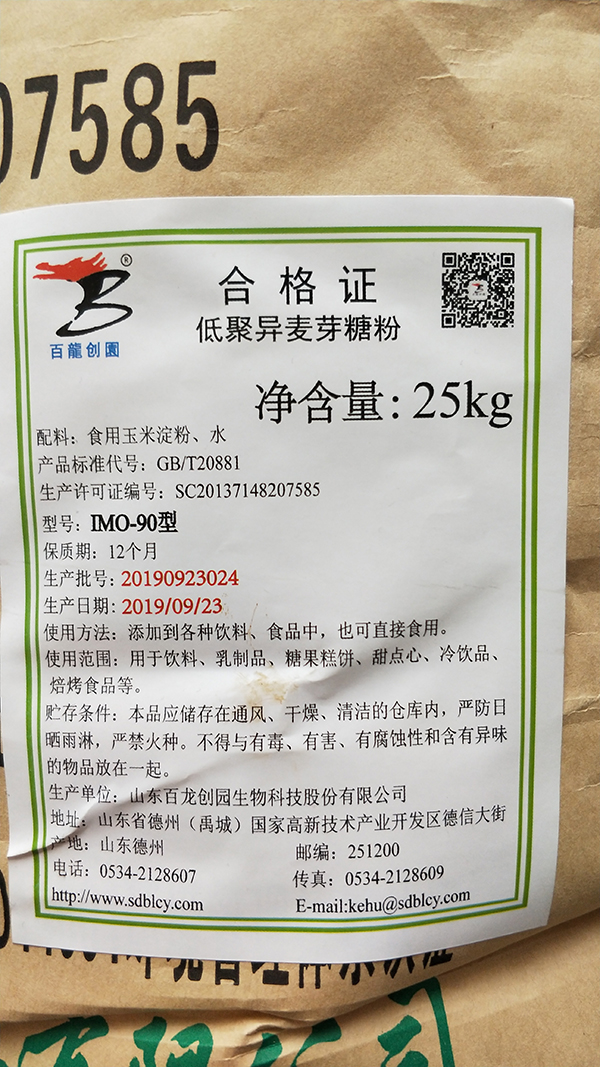 07585
®
百龍创園
合格证
低聚异麦芽糖粉
净含量：25kg
配料：食用玉米淀粉、水
产品标准代号：GB/T20881
生产许可证编号：SC20137148207585
型号：IMO-90型
保质期：12个月
生产批号：20190923024
生产日期：2019/09/23
使用方法：添加到各种饮料、食品中，也可直接食用。
使用范围：用于饮料、乳制品、糖果糕饼、甜点心、冷饮品、
焙烤食品等。
贮存条件：本品应储存在通风、干燥、清洁的仓库内，严防日
晒雨淋，严禁火种。不得与有毒、有害、有腐蚀性和含有异味
的物品放在一起。
生产单位：山东百龙创园生物科技股份有限公司
地址：山东省德州（禹城）国家高新技术产业开发区德信大街
产地：山东德州 邮编：251200
电话：0534-2128607 传真：0534-2128609
http://www.sdblcy.com E-mail:kehu@sdblcy.com